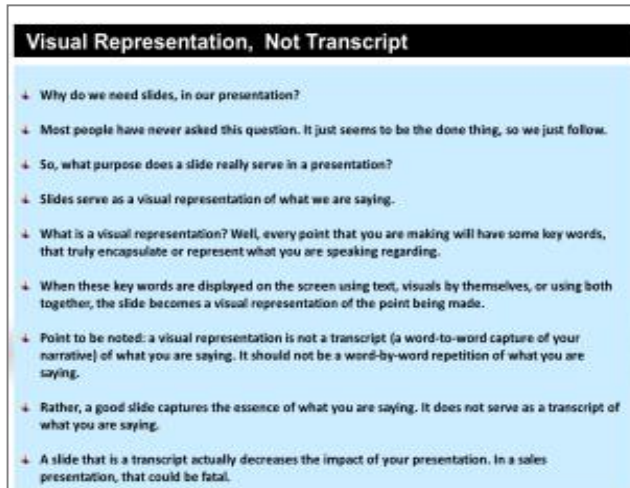 Visual Representation, Not Transcript
Why do we need slides, in our presentation?
Most people have never asked this question. It just seems to be the done thing, so we just follow.
So, what purpose does a slide really serve in a presentation?
Slides serve as a visual representation of what we are saying.
What is a visual representation? Well, every point that you are making will have some key words,
that truly encapsulate or represent what you are speaking regarding.
When these key words are displayed on the screen using text, visuals by themselves, or using both
together, the slide becomes a visual representation of the point being made.
Point to be noted: a visual representation is not a transcript (a word-to-word capture of your
narrative) of what you are saying. It should not be a word-by-word repetition of what you are
saying.
Rather, a good slide captures the essence of what you are saying. It does not serve as a transcript of
what you are saying.
A slide that is a transcript actually decreases the impact of your presentation. In a sales
presentation, that could be fatal.